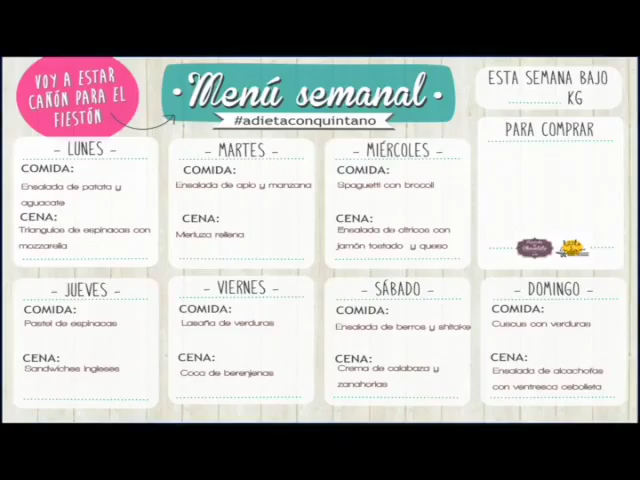 VOY A ESTAR
CAÑÓN PARA EL
FIESTÓN
·Menú semanal·
#adietaconquintano
ESTA SEMANA BAJO
KG
PARA COMPRAR
- LUNES -
COMIDA:
Ensalada de patata y
aguacate
CENA:
Triangulos de espinacas con
mozzarella
- MARTES -
COMIDA:
Ensalada de apio y manzana
CENA:
Merluza rellena
- MIÉRCOLES -
COMIDA:
Spaguetti con brocoli
CENA:
Ensalada de citricos con
jamón tostado y queso
- JUEVES -
COMIDA:
Pastel de espinacas
CENA:
Sandwiches ingleses
- VIERNES -
COMIDA:
Lasaña de verduras
CENA:
Coca de berenjenas
- SÁBADO -
COMIDA:
Ensalada de berros y shitake
CENA:
Crema de calabaza y
zanahorias
- DOMINGO -
COMIDA:
Cuscus con verduras
CENA:
Ensalada de alcachofas
con ventresca cebolleta